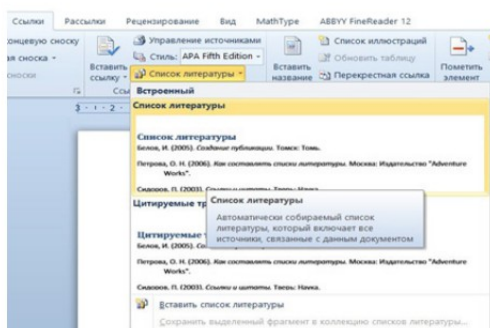 Ссылки Рассылки Рецензирование Вид MathType ABBYY FineReader 12
концевую сноску
ая сноска
сноски
Вставить
ссылку
Управление источниками
Стиль: APA Fifth Edition
Список литературы
Вставить
название
Список иллюстраций
Обновить таблицу
Перекрестная ссылка
Пометить
элемент
Ссы
3 · 1 · 2 ·
Встроенный
Список литературы
Список литературы
Белов, И. (2005). Создание публикации. Томск: Томь.
Петрова, О. Н. (2006). Как составлять списки литературы. Москва: Издательство "Adventure
Works".
Сидоров, П. (2003). Ссылки и цитаты. Тверь: Наука.
Цитируемые тр
Список литературы
Автоматически собираемый список
литературы, который включает все
источники, связанные с данным документом
Цитируемые т
Белов, И. (2005). Со
Петрова, О. Н. (2006). Как составлять списки литературы. Москва: Издательство "Adventure
Works".
Сидоров, П. (2003). Ссылки и цитаты. Тверь: Наука.
Вставить список литературы
Сохранить выделенный фрагмент в коллекцию списков литературы...